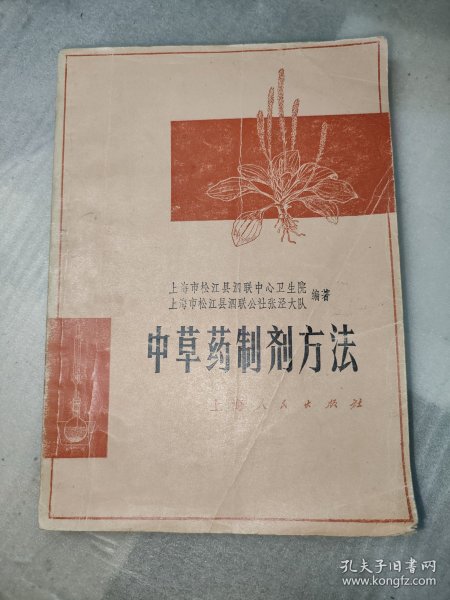 上海市松江县泗联中心卫生院
上海市松江县泗联公社张泾大队
编著
中草药制剂方法
上海人民出版社
孔夫子旧书网
www.kongfz.com